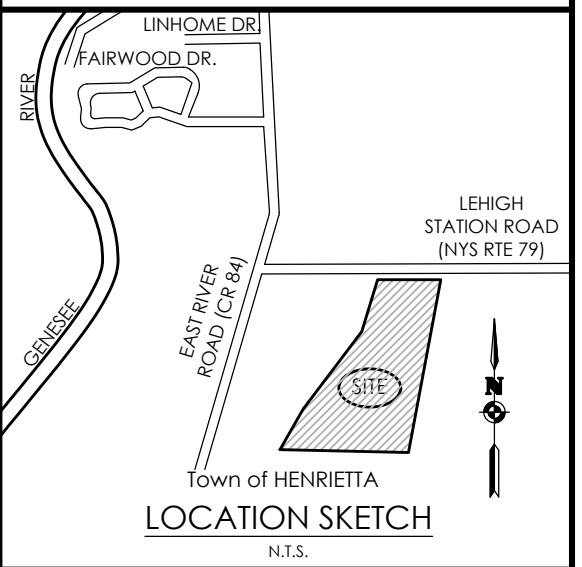 LINHOME DR.
FAIRWOOD DR.
RIVER
LEHIGH
STATION ROAD
(NYS RTE 79)
EAST RIVER
ROAD (CR 84)
GENESEE
SITE
N
Town of HENRIETTA
LOCATION SKETCH
N.T.S.